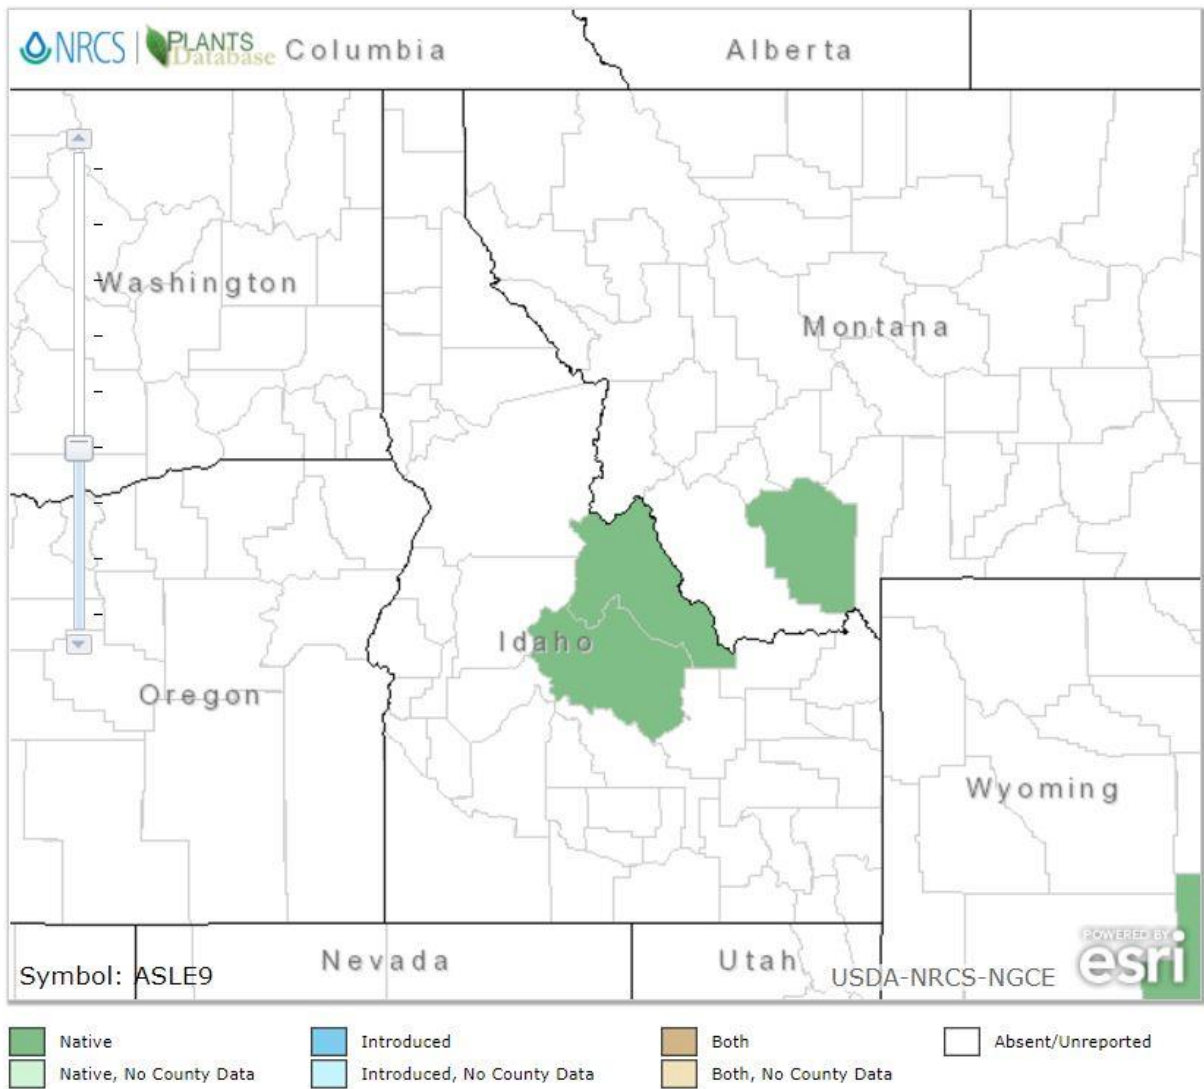 NRCS | PLANTS
Database
Columbia
Alberta
Washington
Montana
Idaho
Oregon
Wyoming
Nevada
Utah
Symbol: ASLE9
USDA-NRCS-NGCE
POWERED BY
esri
Native
Introduced
Both
Absent/Unreported
Native, No County Data
Introduced, No County Data
Both, No County Data